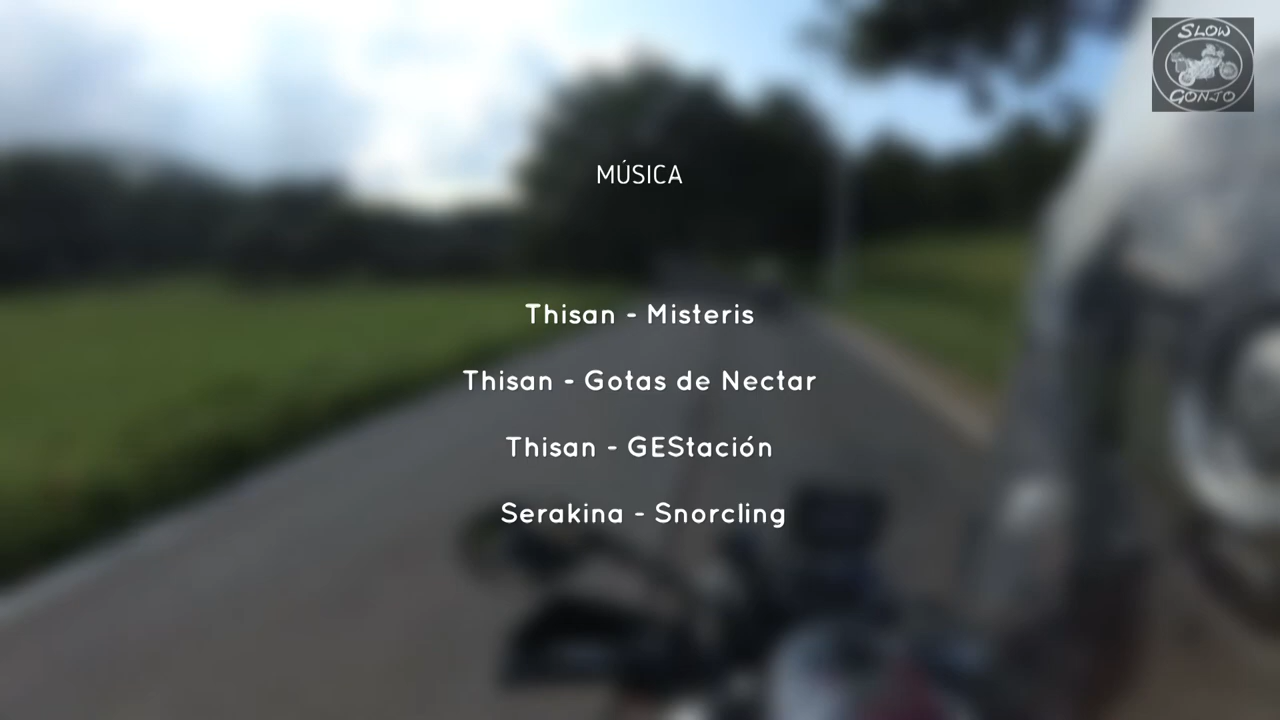 SLOW
GONJO
MÚSICA
Thisan - Misteris
Thisan - Gotas de Nectar
Thisan - GEStación
Serakina - Snorcling